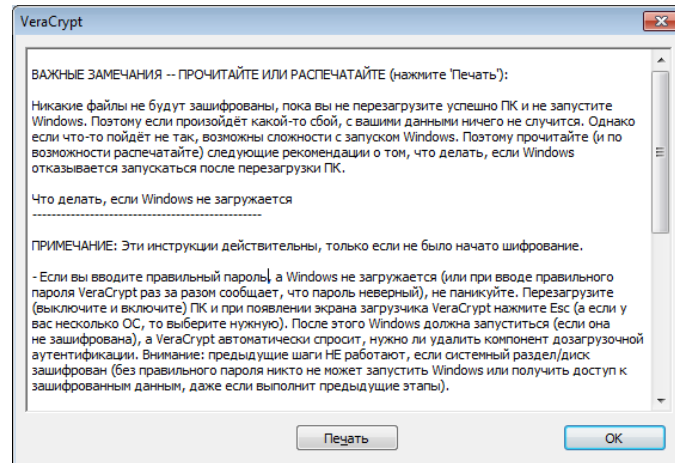 VeraCrypt
ВАЖНЫЕ ЗАМЕЧАНИЯ -- ПРОЧИТАЙТЕ ИЛИ РАСПЕЧАТАЙТЕ (нажмите 'Печать'):
Никакие файлы не будут зашифрованы, пока вы не перезагрузите успешно ПК и не запустите
Windows. Поэтому если произойдёт какой-то сбой, с вашими данными ничего не случится. Однако
если что-то пойдёт не так, возможны сложности с запуском Windows. Поэтому прочитайте (и по
возможности распечатайте) следующие рекомендации о том, что делать, если Windows
отказывается запускаться после перезагрузки ПК.
Что делать, если Windows не загружается
------------------------------------------------
ПРИМЕЧАНИЕ: Эти инструкции действительны, только если не было начато шифрование.
- Если вы вводите правильный пароль, а Windows не загружается (или при вводе правильного
пароля VeraCrypt раз за разом сообщает, что пароль неверный), не паникуйте. Перезагрузите
(выключите и включите) ПК и при появлении экрана загрузчика VeraCrypt нажмите Esc (а если у
вас несколько ОС, то выберите нужную). После этого Windows должна запуститься (если она
не зашифрована), а VeraCrypt автоматически спросит, нужно ли удалить компонент дозагрузочной
аутентификации. Внимание: предыдущие шаги НЕ работают, если системный раздел/диск
зашифрован (без правильного пароля никто не может запустить Windows или получить доступ к
зашифрованным данным, даже если выполнит предыдущие этапы).
Печать
OK